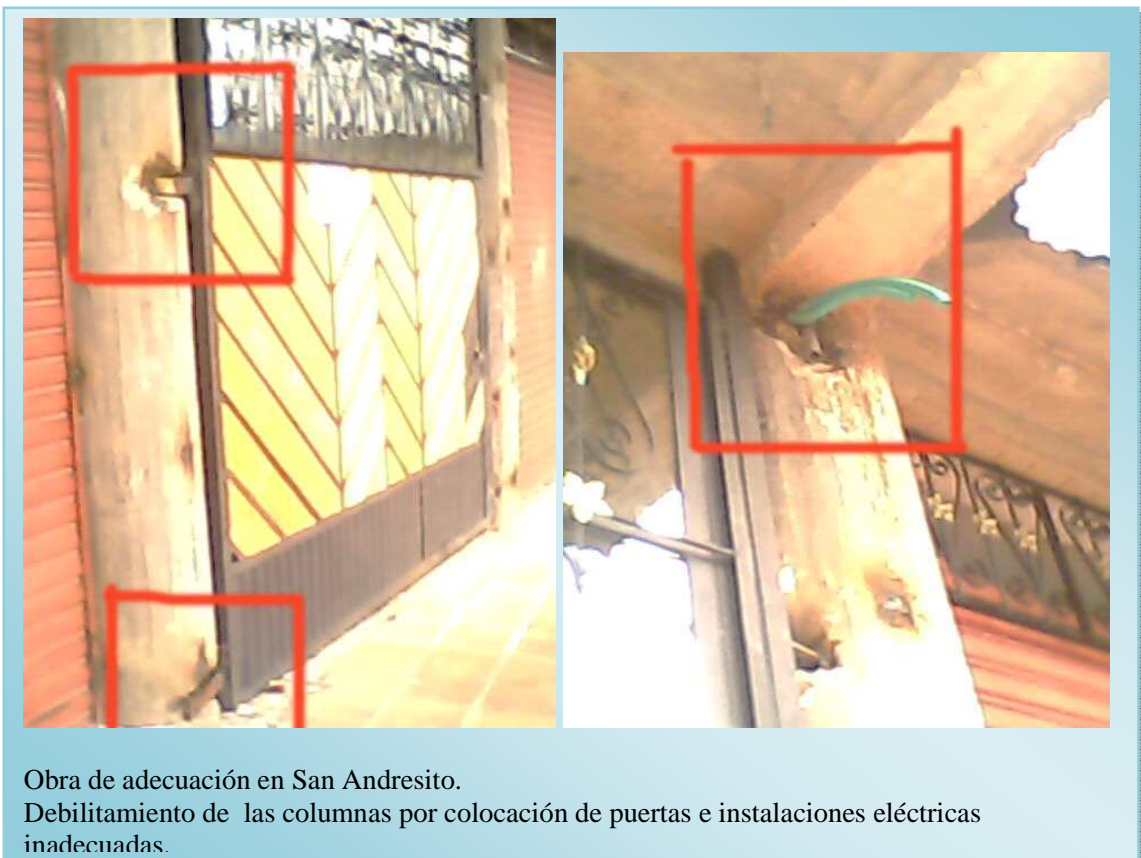 Obra de adecuación en San Andresito.
Debilitamiento de las columnas por colocación de puertas e instalaciones eléctricas
inadecuadas.